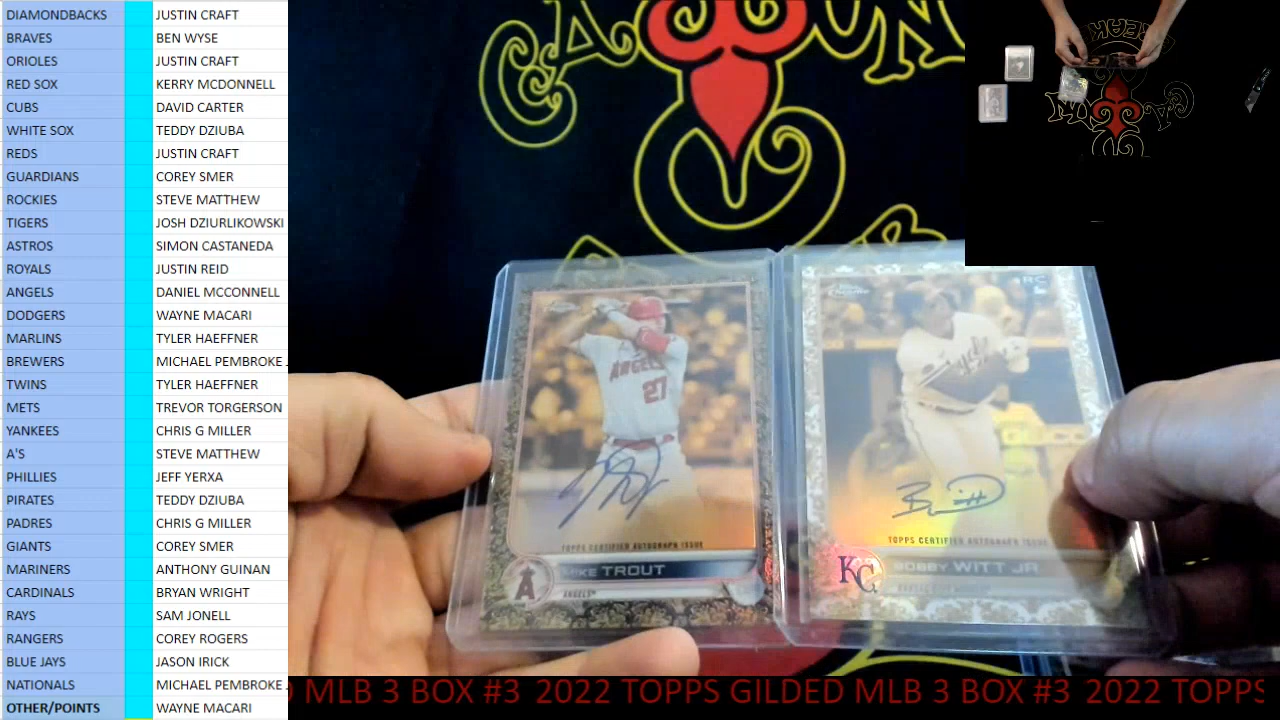 DIAMONDBACKS JUSTIN CRAFT
BRAVES BEN WYSE
ORIOLES JUSTIN CRAFT
RED SOX KERRY MCDONNELL
CUBS DAVID CARTER
WHITE SOX TEDDY DZIUBA
REDS JUSTIN CRAFT
GUARDIANS COREY SMER
ROCKIES STEVE MATTHEW
TIGERS JOSH DZIURLIKOWSKI
ASTROS SIMON CASTANEDA
ROYALS JUSTIN REID
ANGELS DANIEL MCCONNELL
DODGERS WAYNE MACARI
MARLINS TYLER HAEFFNER
BREWERS MICHAEL PEMBROKE
TWINS TYLER HAEFFNER
METS TREVOR TORGERSON
YANKEES CHRIS G MILLER
A'S STEVE MATTHEW
PHILLIES JEFF YERXA
PIRATES TEDDY DZIUBA
PADRES CHRIS G MILLER
GIANTS COREY SMER
MARINERS ANTHONY GUINAN
CARDINALS BRYAN WRIGHT
RAYS SAM JONELL
RANGERS COREY ROGERS
BLUE JAYS JASON IRICK
NATIONALS MICHAEL PEMBROKE
OTHER/POINTS WAYNE MACARI
ANGELS
27
TOPPS CERTIFIED AUTOGRAPH ISSUE
MIKE TROUT
ANGELS
RC
TOPPS CERTIFIED AUTOGRAPH ISSUE
KC
BOBBY WITT JR
MLB 3 BOX #3 2022 TOPPS GILDED MLB 3 BOX #3 2022 TOPPS